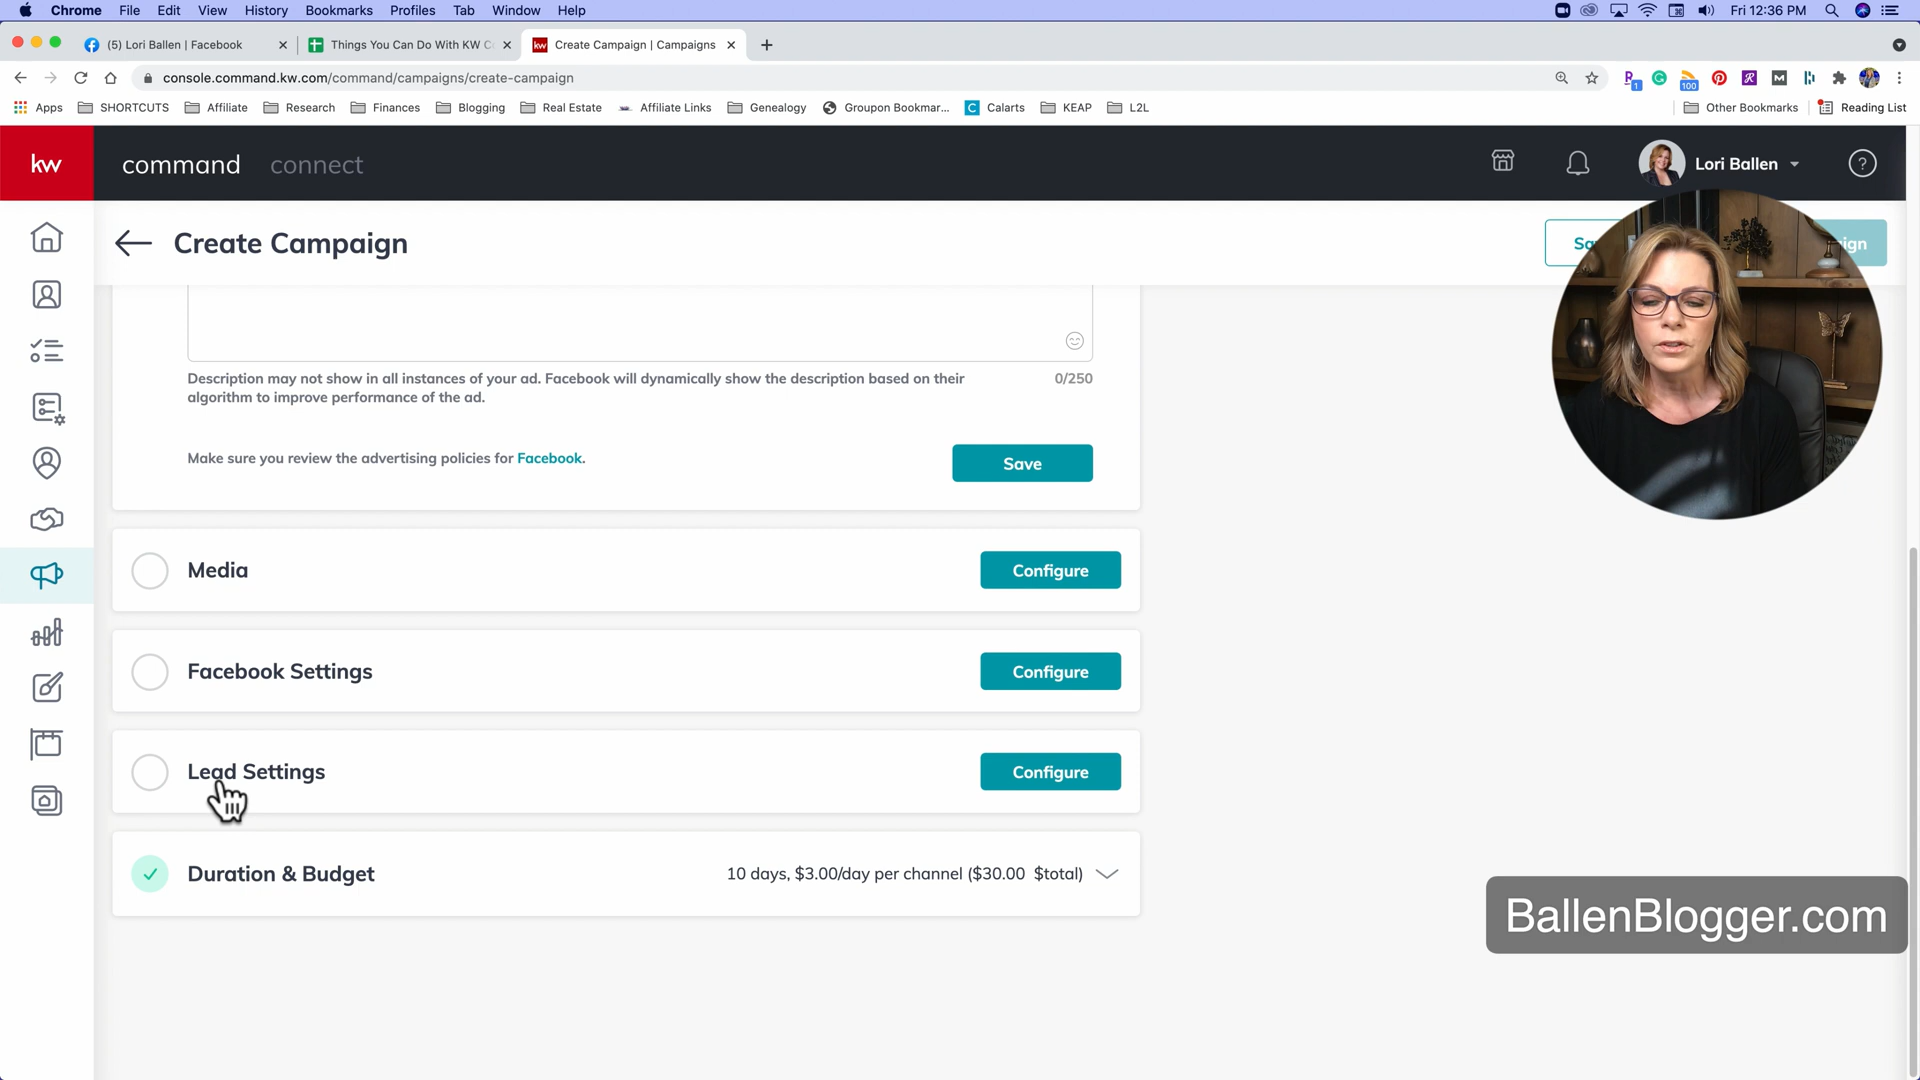 Chrome File Edit View History Bookmarks Profiles Tab Window Help Fri 12:36 PM
(5) Lori Ballen | Facebook Things You Can Do With KW C Create Campaign | Campaigns
console.command.kw.com/command/campaigns/create-campaign
1 100
Apps SHORTCUTS Affiliate Research Finances Blogging Real Estate Affiliate Links Genealogy Groupon Bookmar... Calarts KEAP L2L Other Bookmarks Reading List
kw command connect Lori Ballen
Create Campaign
Description may not show in all instances of your ad. Facebook will dynamically show the description based on their 0/250
algorithm to improve performance of the ad.
Make sure you review the advertising policies for Facebook. Save
Media Configure
Facebook Settings Configure
Lead Settings Configure
Duration & Budget 10 days, $3.00/day per channel ($30.00 $total)
BallenBlogger.com